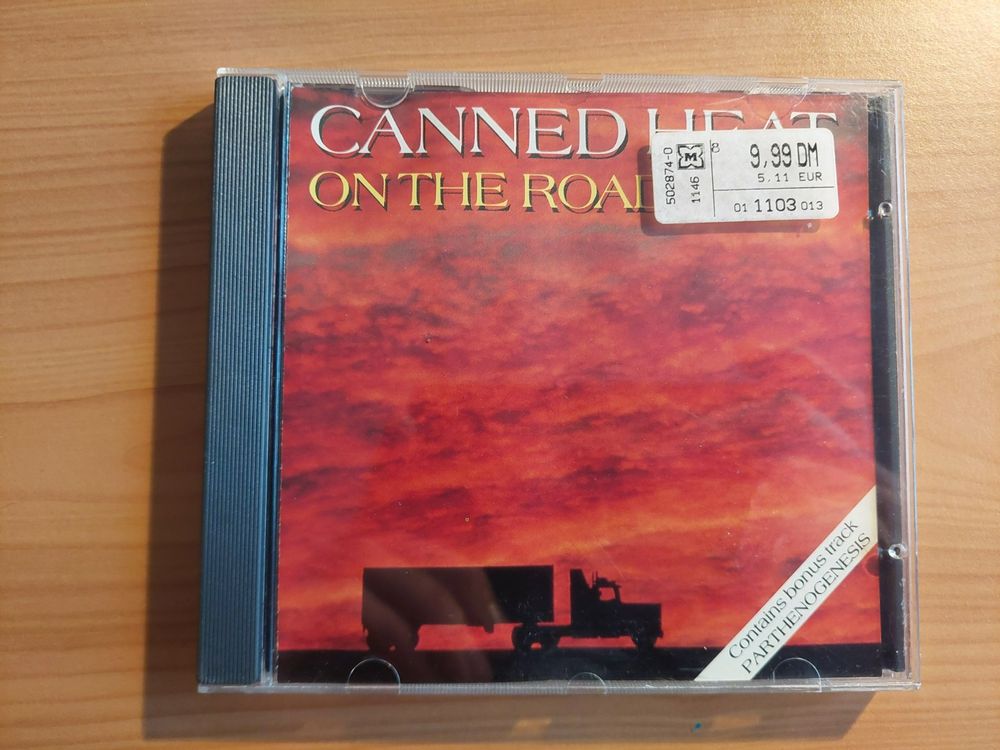 CANNED HEAT
ON THE ROAD
502874-0
1146
M
8
9,99 DM
5,11 EUR
01 1103 013
Contains bonus track
PARTHENOGENESIS